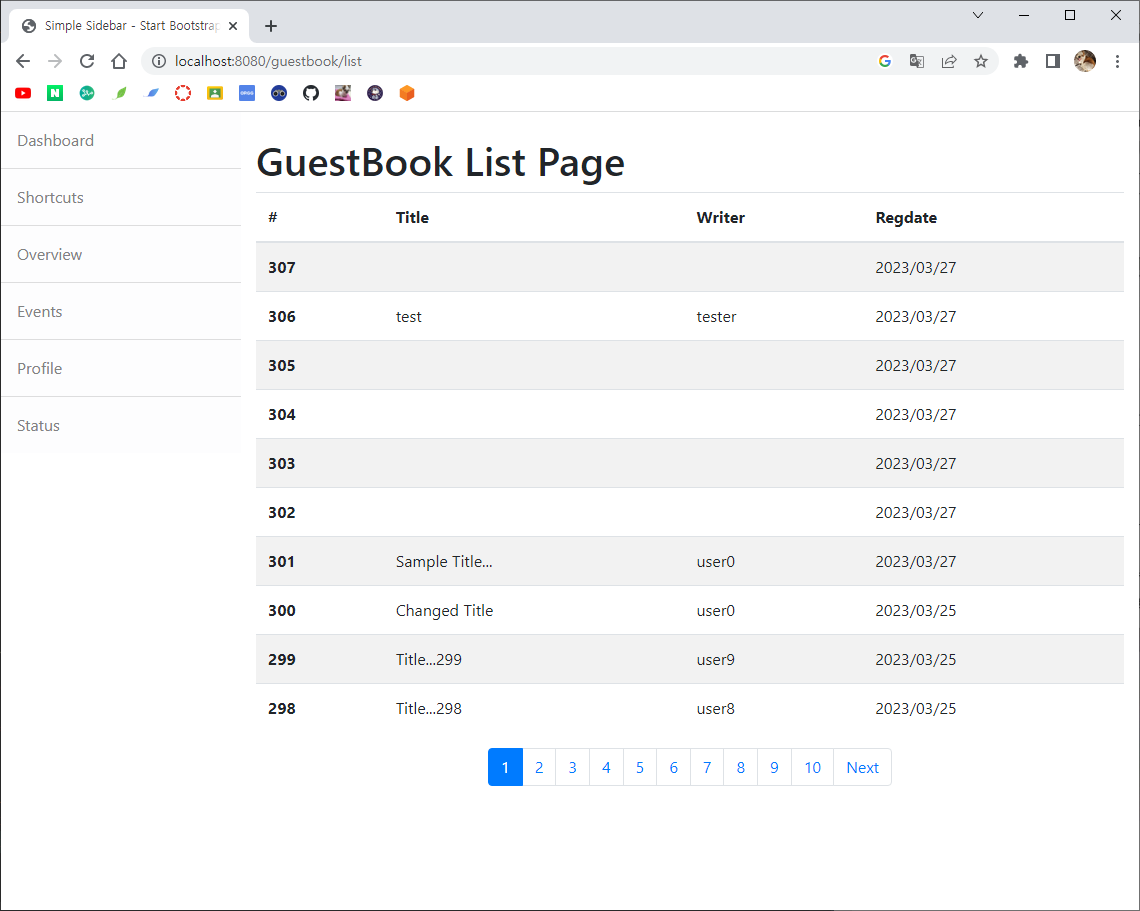 Simple Sidebar - Start Bootstrap
localhost:8080/guestbook/list
Dashboard
Shortcuts
Overview
Events
Profile
Status
GuestBook List Page
# Title Writer Regdate
307 2023/03/27
306 test tester 2023/03/27
305 2023/03/27
304 2023/03/27
303 2023/03/27
302 2023/03/27
301 Sample Title... user0 2023/03/27
300 Changed Title user0 2023/03/25
299 Title...299 user9 2023/03/25
298 Title...298 user8 2023/03/25
1 2 3 4 5 6 7 8 9 10 Next